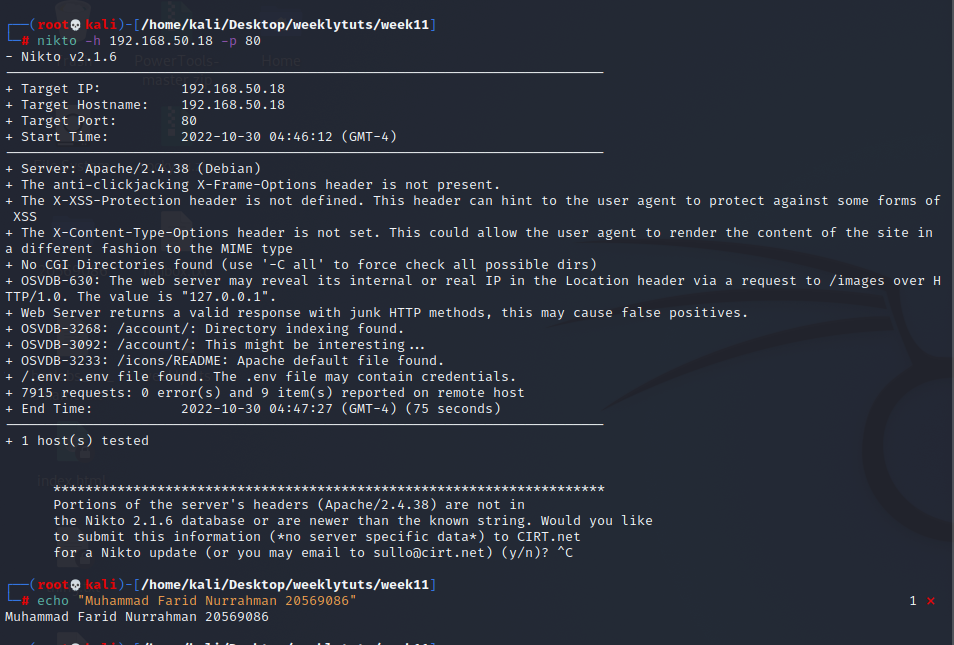 ┌──(root💀kali)-[/home/kali/Desktop/weeklytuts/week11]
└─# nikto -h 192.168.50.18 -p 80
- Nikto v2.1.6
+ Target IP: 192.168.50.18
+ Target Hostname: 192.168.50.18
+ Target Port: 80
+ Start Time: 2022-10-30 04:46:12 (GMT-4)
+ Server: Apache/2.4.38 (Debian)
+ The anti-clickjacking X-Frame-Options header is not present.
+ The X-XSS-Protection header is not defined. This header can hint to the user agent to protect against some forms of
XSS
+ The X-Content-Type-Options header is not set. This could allow the user agent to render the content of the site in
a different fashion to the MIME type
+ No CGI Directories found (use '-C all' to force check all possible dirs)
+ OSVDB-630: The web server may reveal its internal or real IP in the Location header via a request to /images over H
TTP/1.0. The value is "127.0.0.1".
+ Web Server returns a valid response with junk HTTP methods, this may cause false positives.
+ OSVDB-3268: /account/: Directory indexing found.
+ OSVDB-3092: /account/: This might be interesting...
+ OSVDB-3233: /icons/README: Apache default file found.
+ /.env: .env file found. The .env file may contain credentials.
+ 7915 requests: 0 error(s) and 9 item(s) reported on remote host
+ End Time: 2022-10-30 04:47:27 (GMT-4) (75 seconds)
+ 1 host(s) tested
*********************************************************************
Portions of the server's headers (Apache/2.4.38) are not in
the Nikto 2.1.6 database or are newer than the known string. Would you like
to submit this information (*no server specific data*) to CIRT.net
for a Nikto update (or you may email to sullo@cirt.net) (y/n)? ^C
┌──(root💀kali)-[/home/kali/Desktop/weeklytuts/week11]
└─# echo "Muhammad Farid Nurrahman 20569086" 1 ⨯
Muhammad Farid Nurrahman 20569086